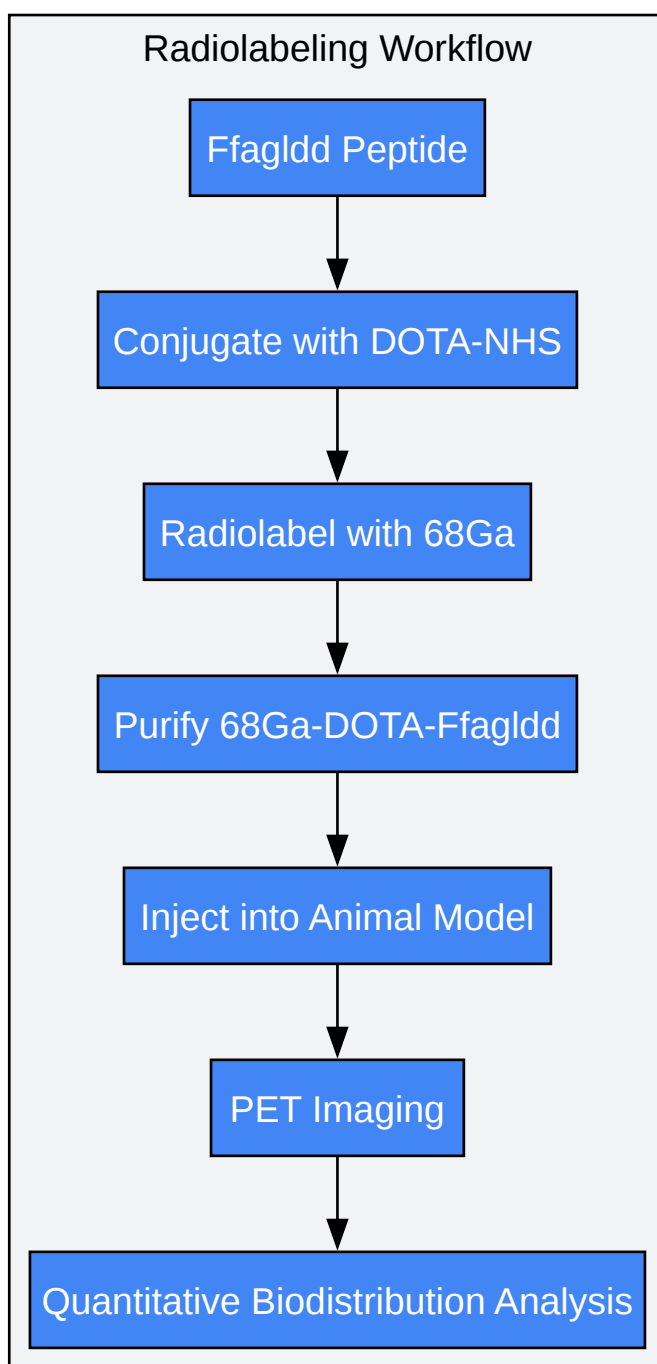 Radiolabeling Workflow
Ffagldd Peptide
Conjugate with DOTA-NHS
Radiolabel with 68Ga
Purify 68Ga-DOTA-Ffagldd
Inject into Animal Model
PET Imaging
Quantitative Biodistribution Analysis